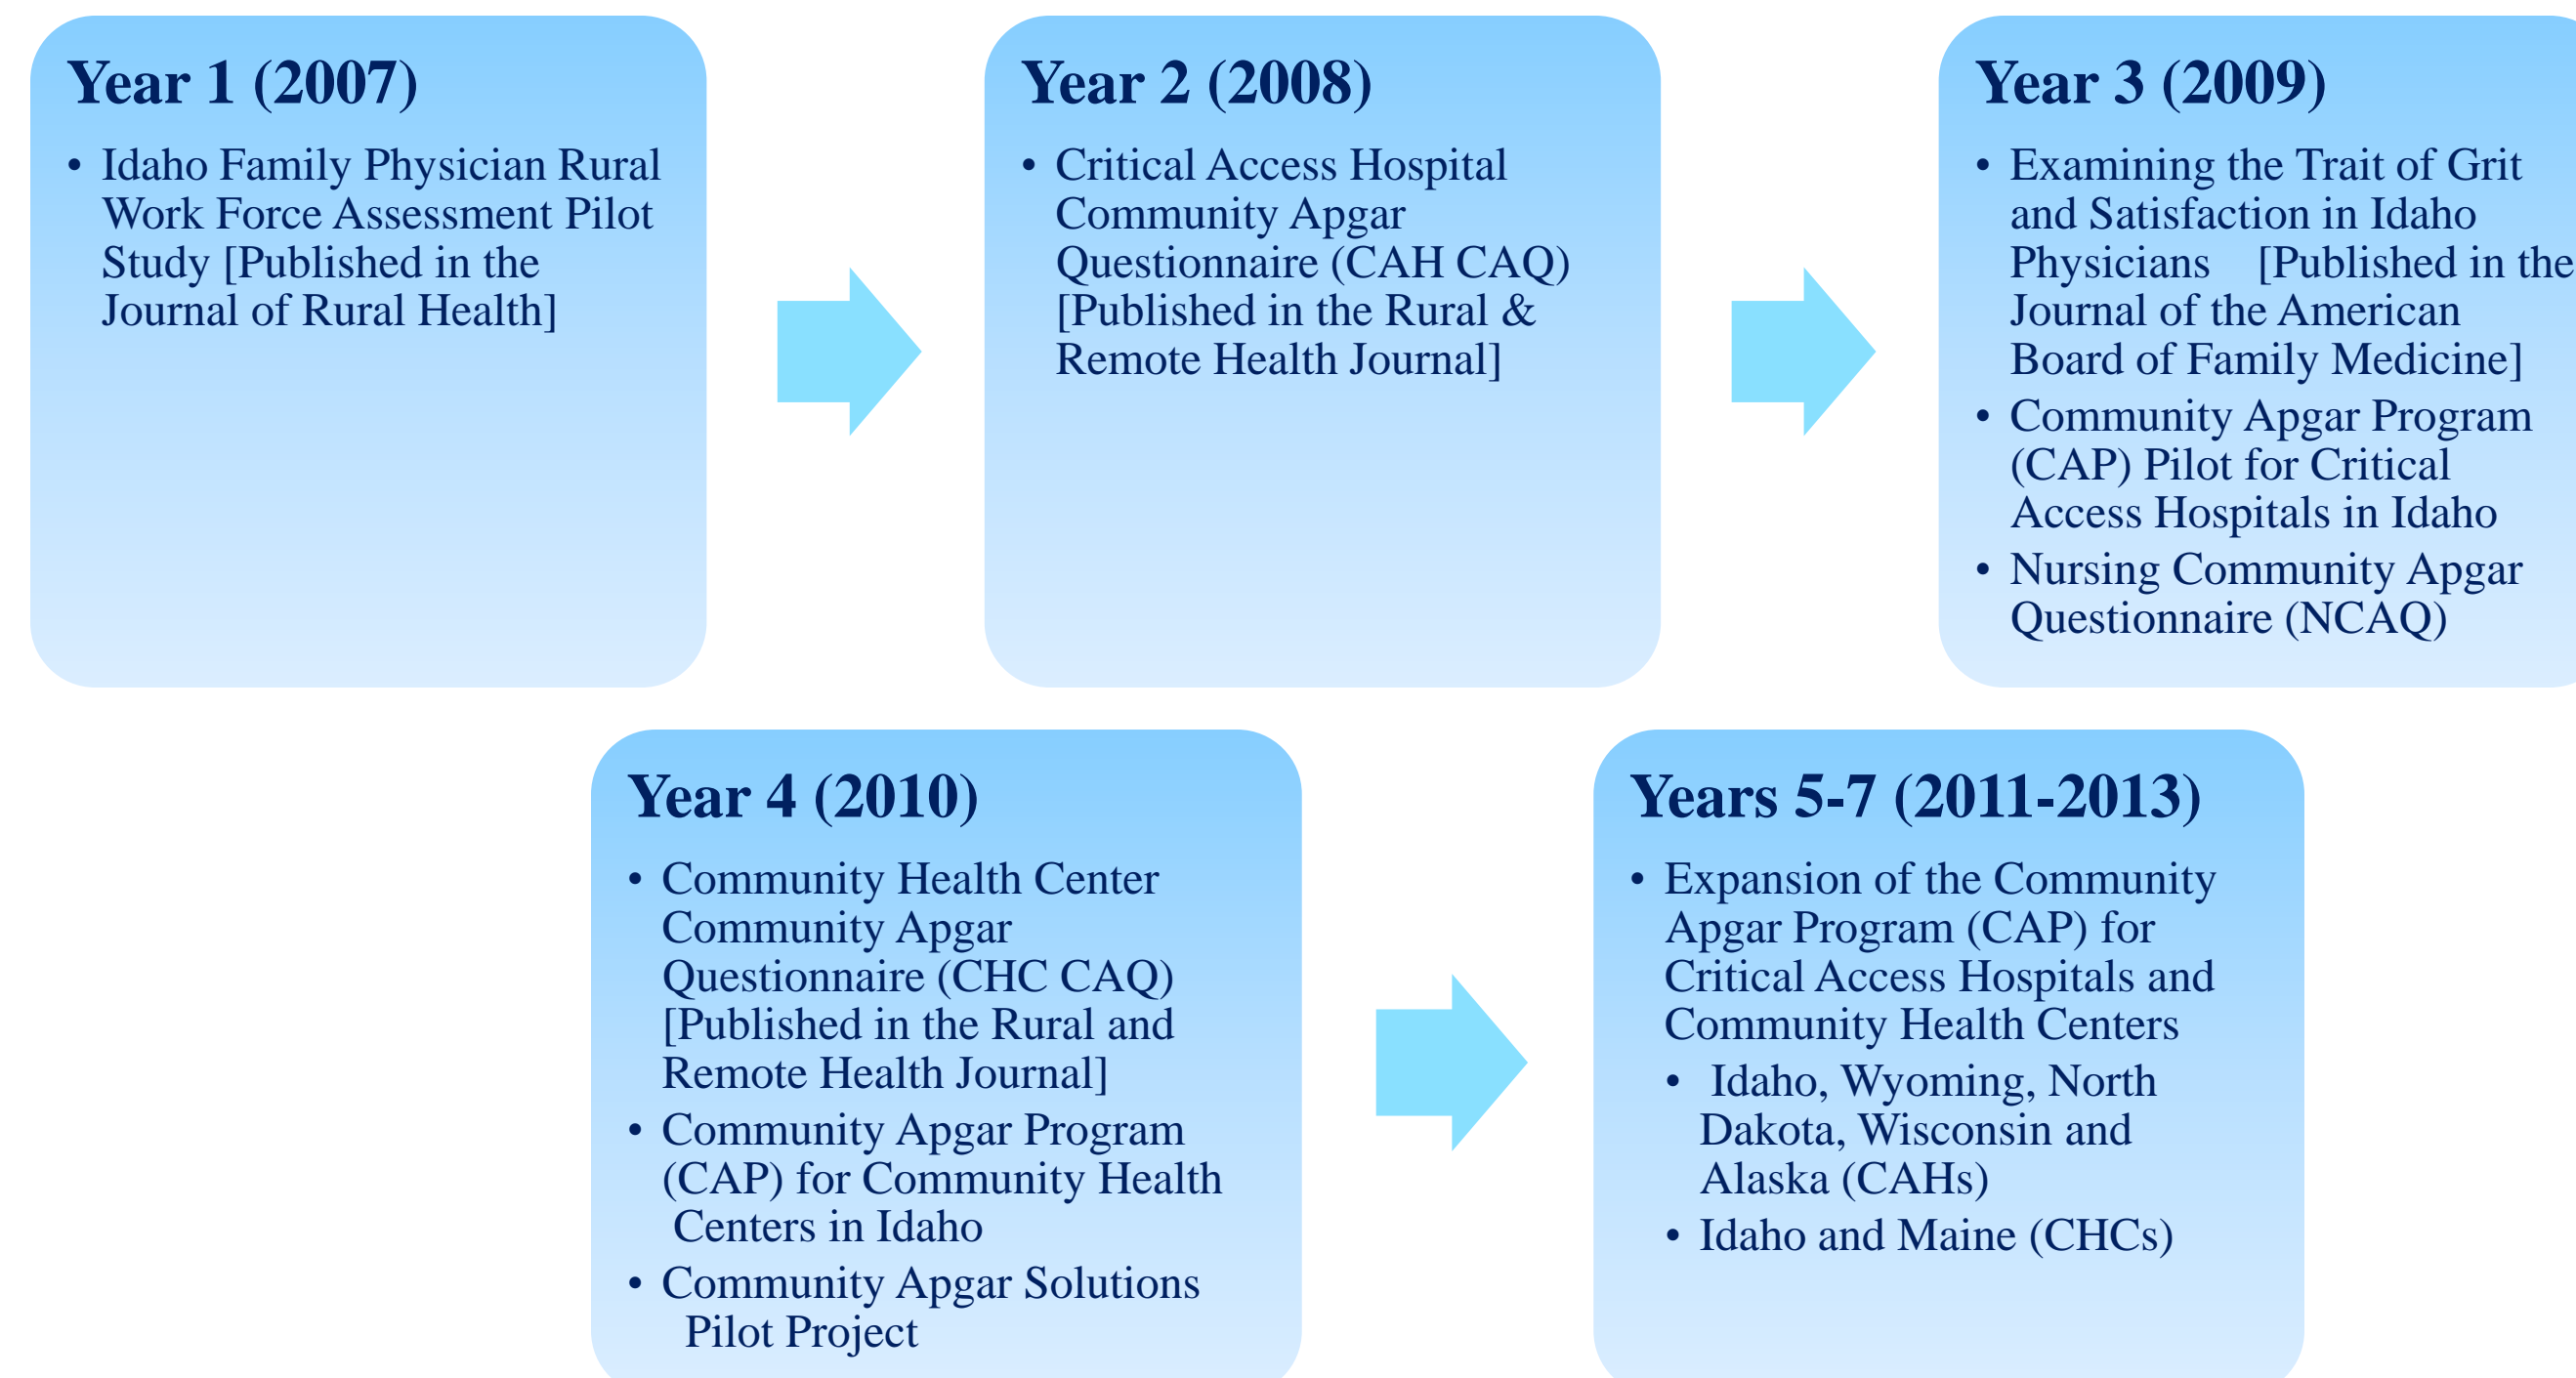 Year 1 (2007)
• Idaho Family Physician Rural
Work Force Assessment Pilot
Study [Published in the
Journal of Rural Health]
Year 2 (2008)
• Critical Access Hospital
Community Apgar
Questionnaire (CAH CAQ)
[Published in the Rural &
Remote Health Journal]
Year 3 (2009)
• Examining the Trait of Grit
and Satisfaction in Idaho
Physicians [Published in the
Journal of the American
Board of Family Medicine]
• Community Apgar Program
(CAP) Pilot for Critical
Access Hospitals in Idaho
• Nursing Community Apgar
Questionnaire (NCAQ)
Year 4 (2010)
• Community Health Center
Community Apgar
Questionnaire (CHC CAQ)
[Published in the Rural and
Remote Health Journal]
• Community Apgar Program
(CAP) for Community Health
Centers in Idaho
• Community Apgar Solutions
Pilot Project
Years 5-7 (2011-2013)
• Expansion of the Community
Apgar Program (CAP) for
Critical Access Hospitals and
Community Health Centers
• Idaho, Wyoming, North
Dakota, Wisconsin and
Alaska (CAHs)
• Idaho and Maine (CHCs)